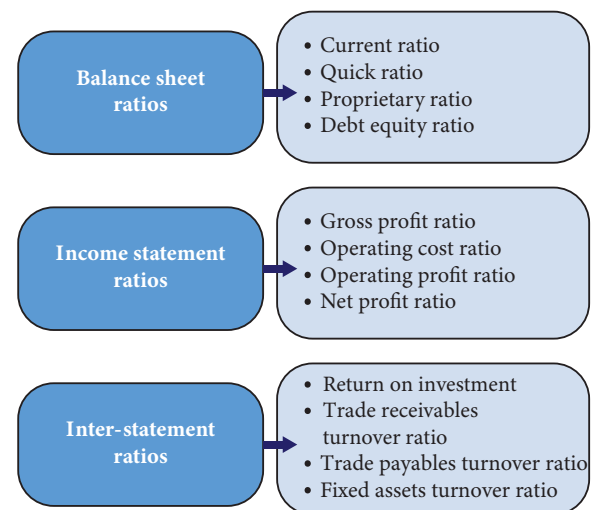 Balance sheet
ratios
• Current ratio
• Quick ratio
• Proprietary ratio
• Debt equity ratio
Income statement
ratios
• Gross profit ratio
• Operating cost ratio
• Operating profit ratio
• Net profit ratio
Inter-statement
ratios
• Return on investment
• Trade receivables
turnover ratio
• Trade payables turnover ratio
• Fixed assets turnover ratio